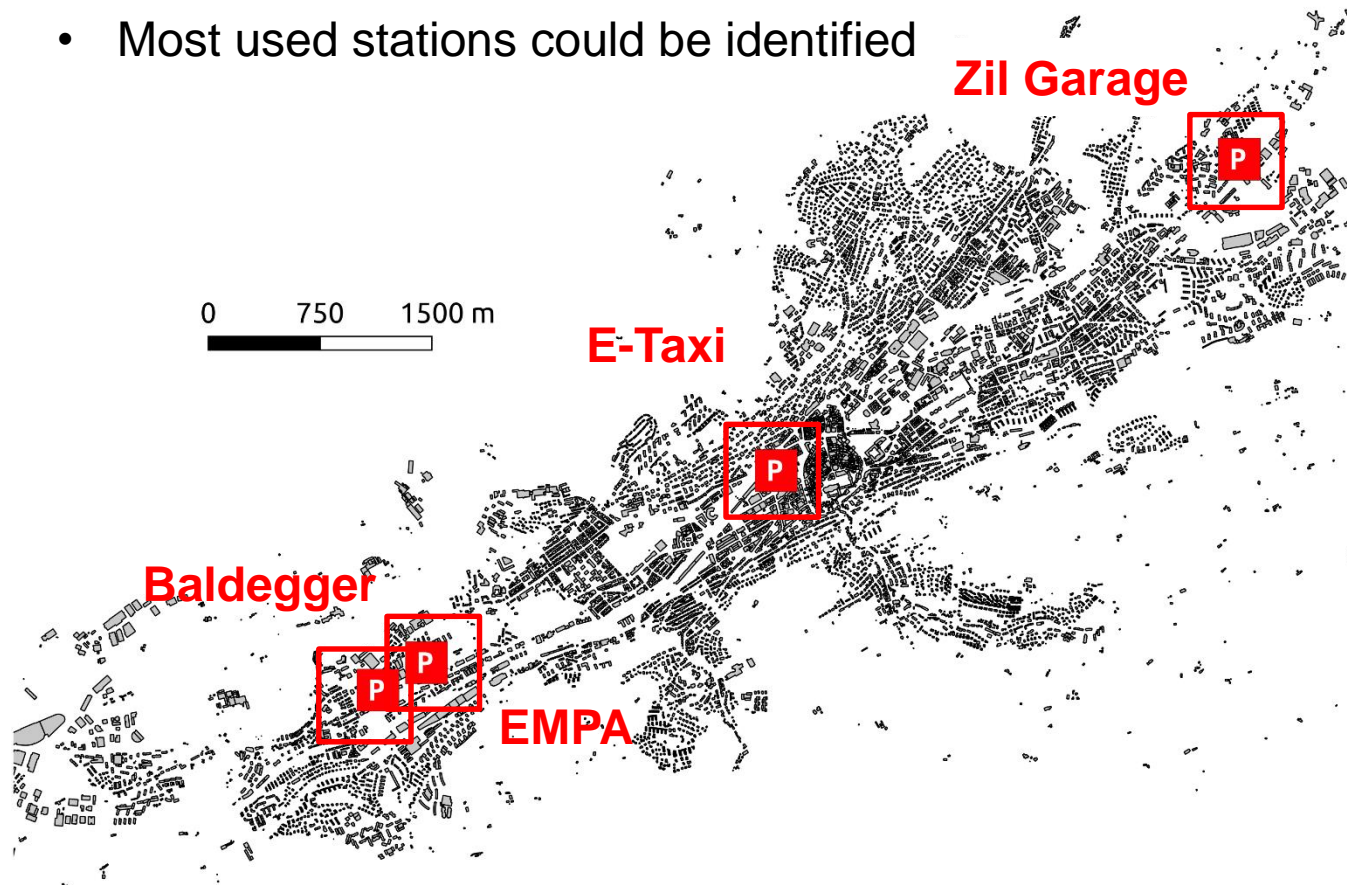 • Most used stations could be identified
Zil Garage
P
0 750 1500 m
E-Taxi
P
Baldegger
P
P
EMPA